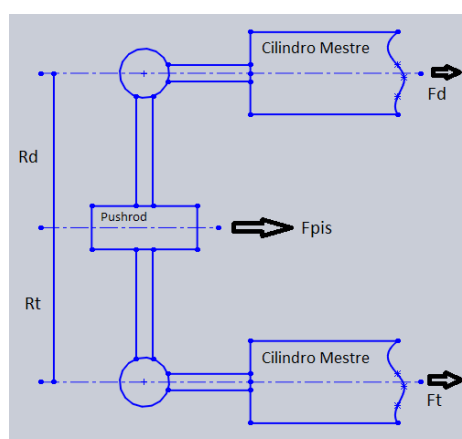 Cilindro Mestre
Fd
Rd
Pushrod
Fpis
Rt
Cilindro Mestre
Ft